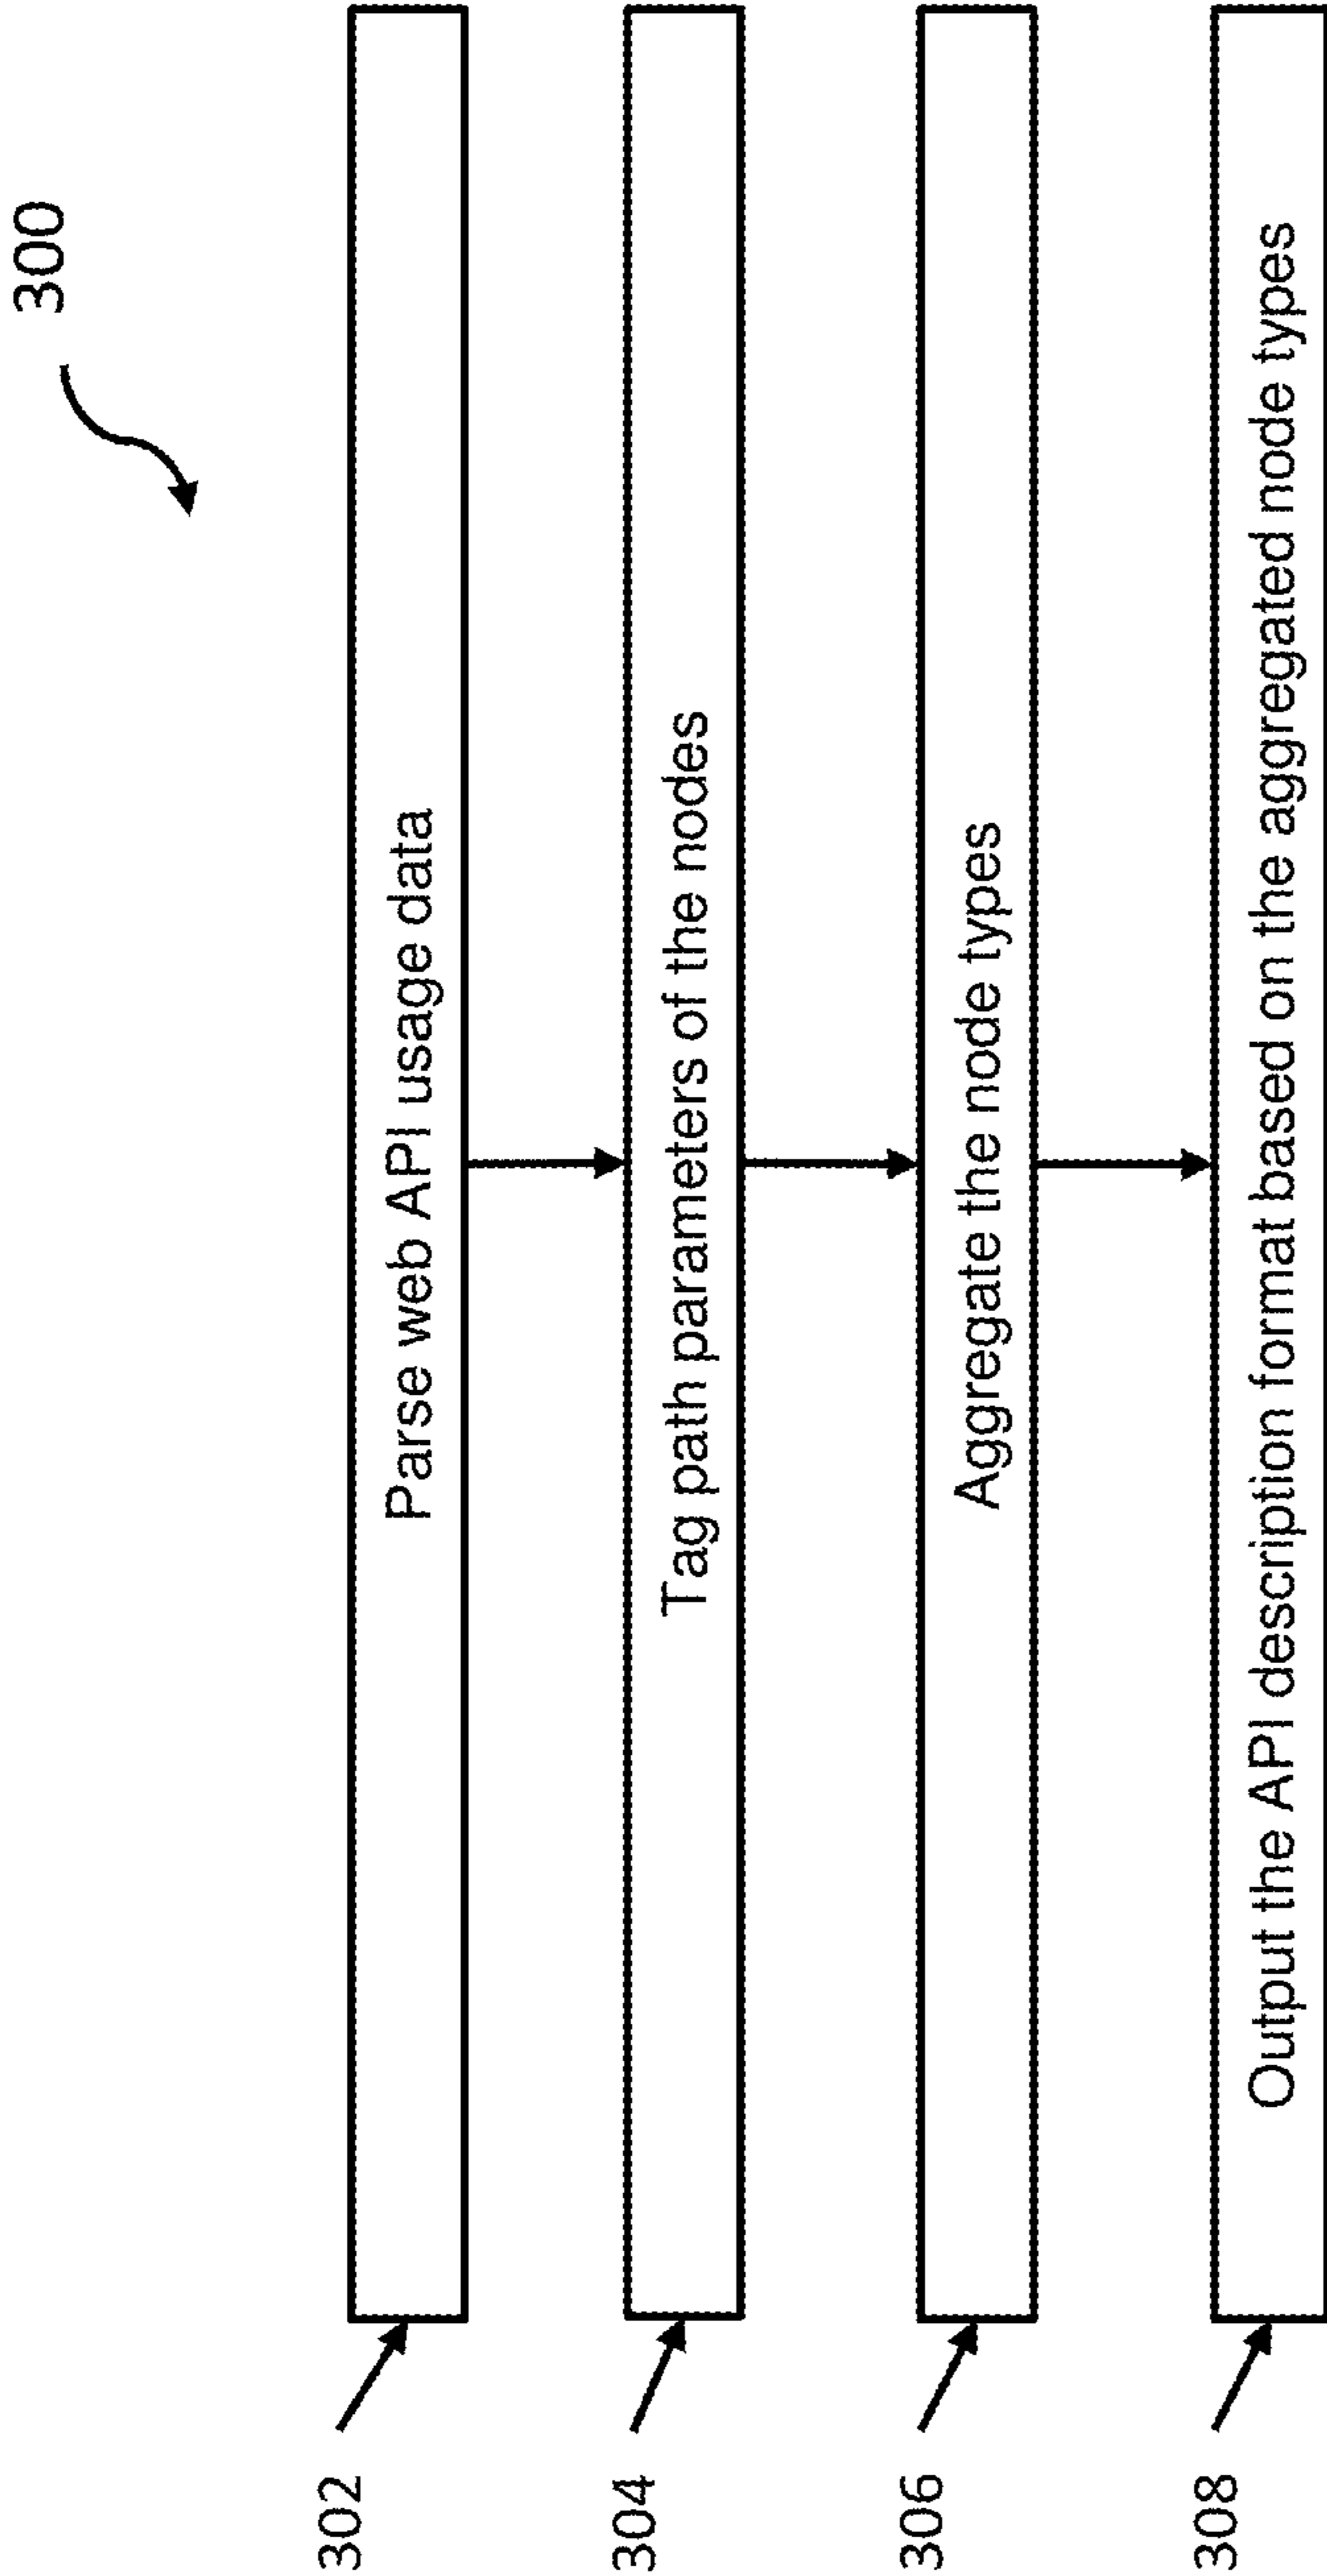 300
302
Parse web API usage data
304
Tag path parameters of the nodes
306
Aggregate the node types
308
Output the API description format based on the aggregated node types